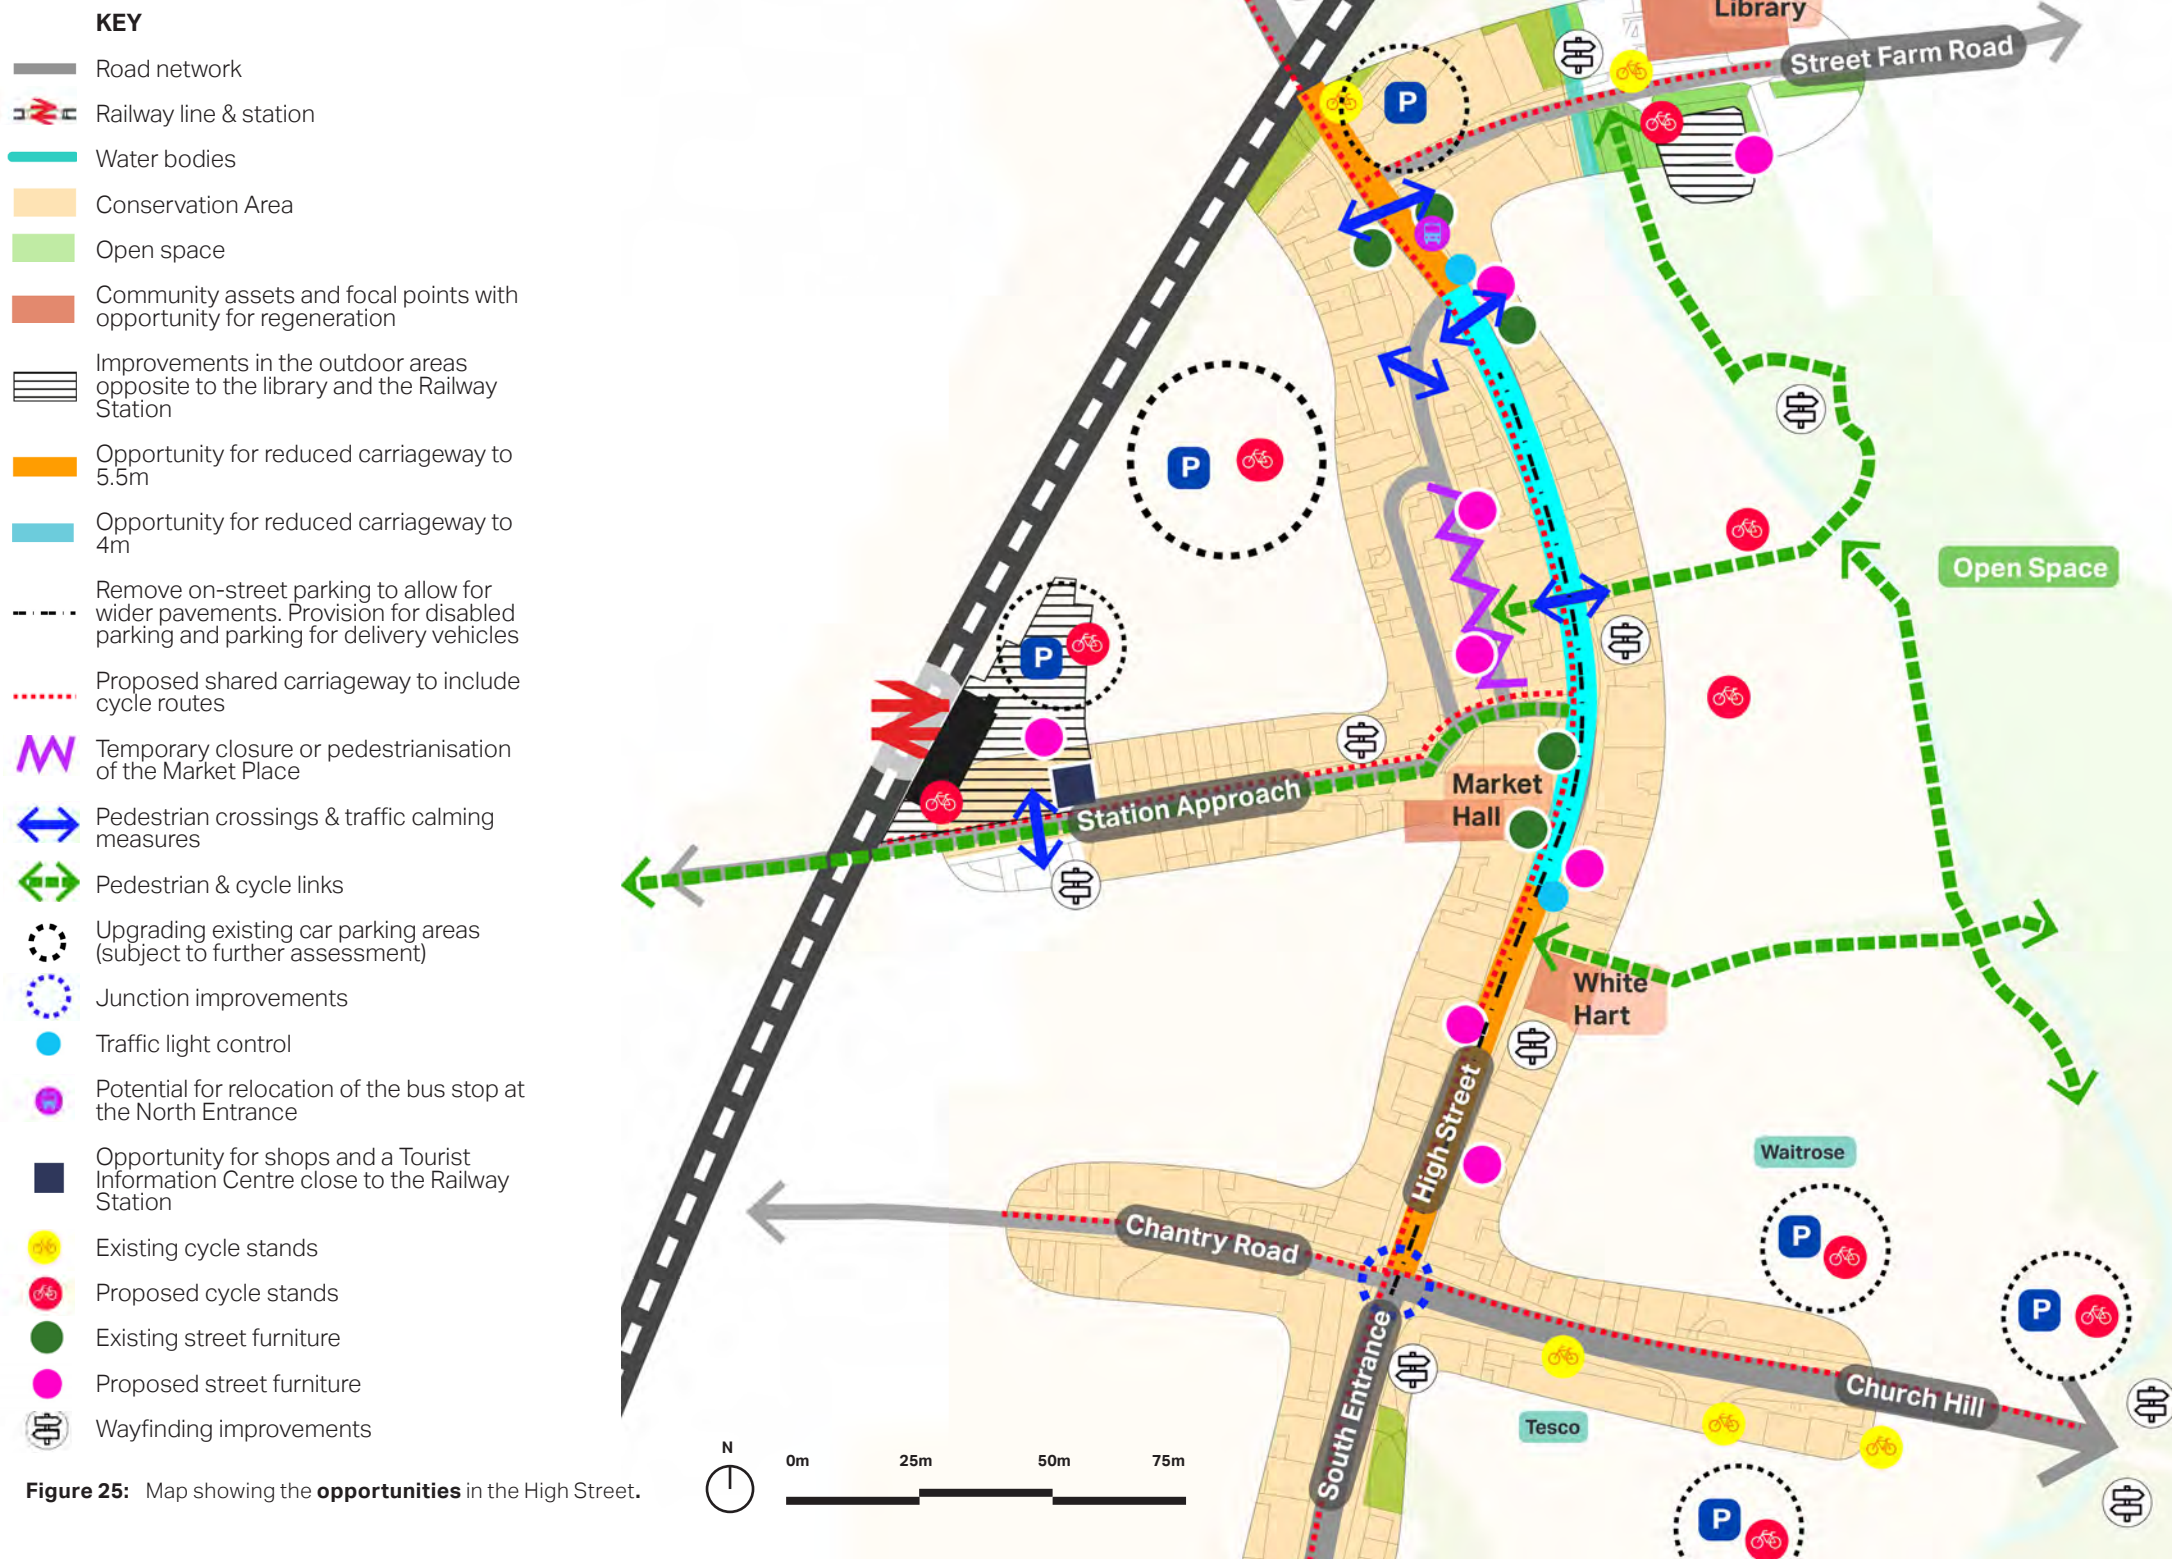 KEY
Road network
Railway line & station
Water bodies
Conservation Area
Open space
Community assets and focal points with
opportunity for regeneration
Improvements in the outdoor areas
opposite to the library and the Railway
Station
Opportunity for reduced carriageway to
5.5m
Opportunity for reduced carriageway to
4m
Remove on-street parking to allow for
wider pavements. Provision for disabled
parking and parking for delivery vehicles
Proposed shared carriageway to include
cycle routes
Temporary closure or pedestrianisation
of the Market Place
Pedestrian crossings & traffic calming
measures
Pedestrian & cycle links
Upgrading existing car parking areas
(subject to further assessment)
Junction improvements
Traffic light control
Potential for relocation of the bus stop at
the North Entrance
Opportunity for shops and a Tourist
Information Centre close to the Railway
Station
Existing cycle stands
Proposed cycle stands
Existing street furniture
Proposed street furniture
Wayfinding improvements
Figure 25: Map showing the opportunities in the High Street.
N
0m 25m 50m 75m
Library
Street Farm Road
P
P
Open Space
P
Market
Hall
Station Approach
White
Hart
High Street
Waitrose
Chantry Road
P
P
South Entrance
Church Hill
Tesco
P